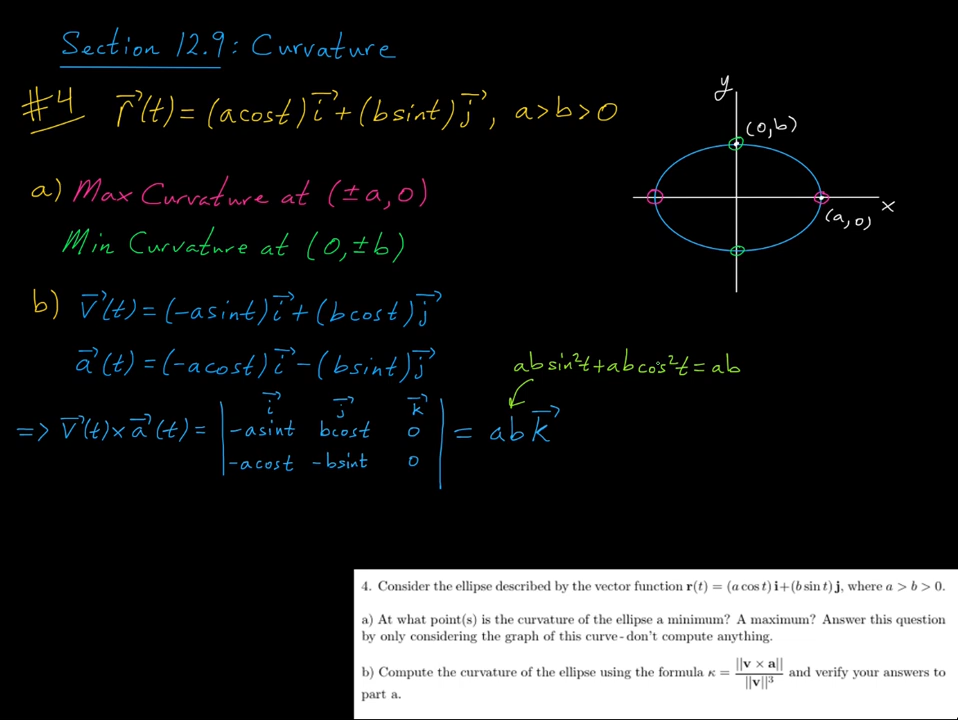 Section 12.9: Curvature
#4 r⃗(t) = (a cos t) i⃗ + (b sin t) j⃗, a > b > 0
y
(0, b)
x
(a, 0)
a) Max Curvature at (±a, 0)
Min Curvature at (0, ±b)
b) v⃗(t) = (-a sin t) i⃗ + (b cos t) j⃗
a⃗(t) = (-a cos t) i⃗ - (b sin t) j⃗
ab sin²t + ab cos²t = ab
i⃗ j⃗ k⃗
=> v⃗(t) × a⃗(t) = | -a sin t b cos t 0 | = ab k⃗
-a cos t -b sin t 0
4. Consider the ellipse described by the vector function r(t) = (a cos t) i+(b sin t) j, where a > b > 0.
a) At what point(s) is the curvature of the ellipse a minimum? A maximum? Answer this question
by only considering the graph of this curve - don't compute anything.
b) Compute the curvature of the ellipse using the formula κ = ||v × a|| / ||v||³ and verify your answers to
part a.